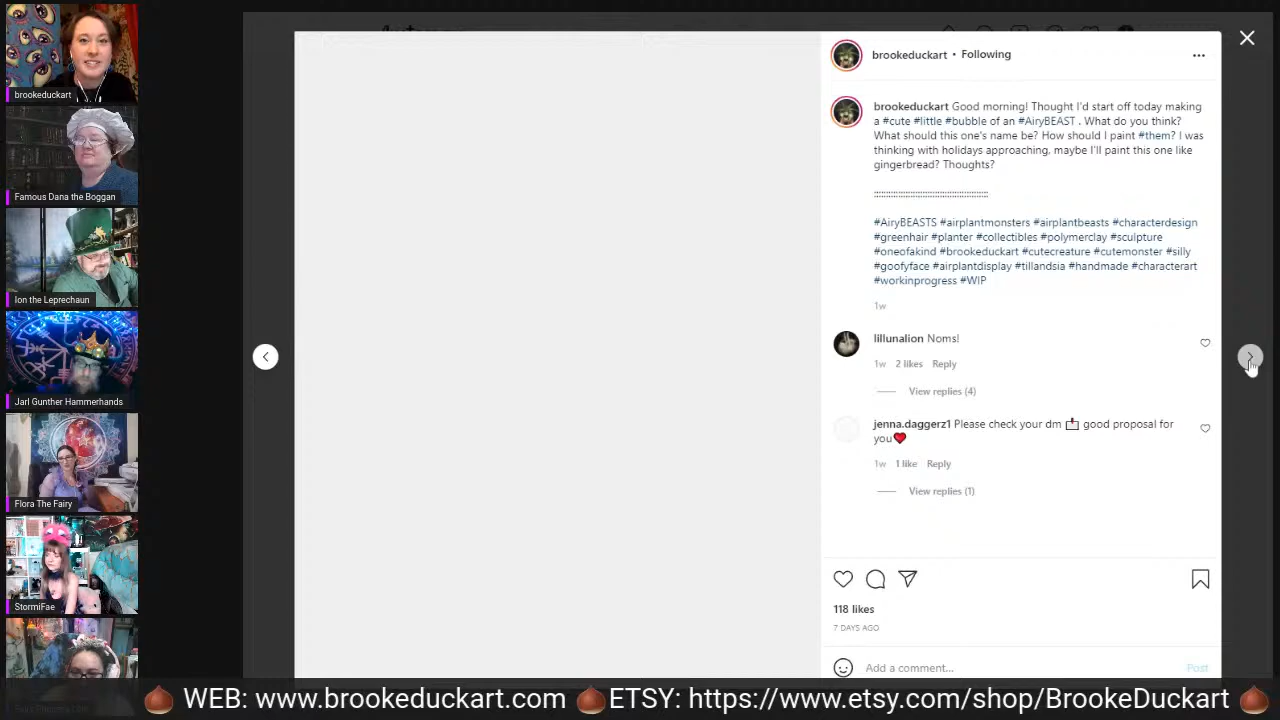 brookeduckart • Following
brookeduckart Good morning! Thought I'd start off today making
a #cute #little #bubble of an #AiryBEAST . What do you think?
What should this one's name be? How should I paint #them? I was
thinking with holidays approaching, maybe I'll paint this one like
gingerbread? Thoughts?
#AiryBEASTS #airplantmonsters #airplantbeasts #characterdesign
#greenhair #planter #collectibles #polymerclay #sculpture
#oneofakind #brookeduckart #cutecreature #cutemonster #silly
#goofyface #airplantdisplay #tillandsia #handmade #characterart
#workinprogress #WIP
1w
lillunalion Noms!
1w 2 likes Reply
View replies (4)
jenna.daggerz1 Please check your dm 📩 good proposal for
you❤️
1w 1 like Reply
View replies (1)
118 likes
7 DAYS AGO
Add a comment... Post
brookeduckart
Famous Dana the Boggan
Ion the Leprechaun
Jarl Gunther Hammerhands
Flora The Fairy
StormiFae
🌰 WEB: www.brookeduckart.com 🌰ETSY: https://www.etsy.com/shop/BrookeDuckart 🌰